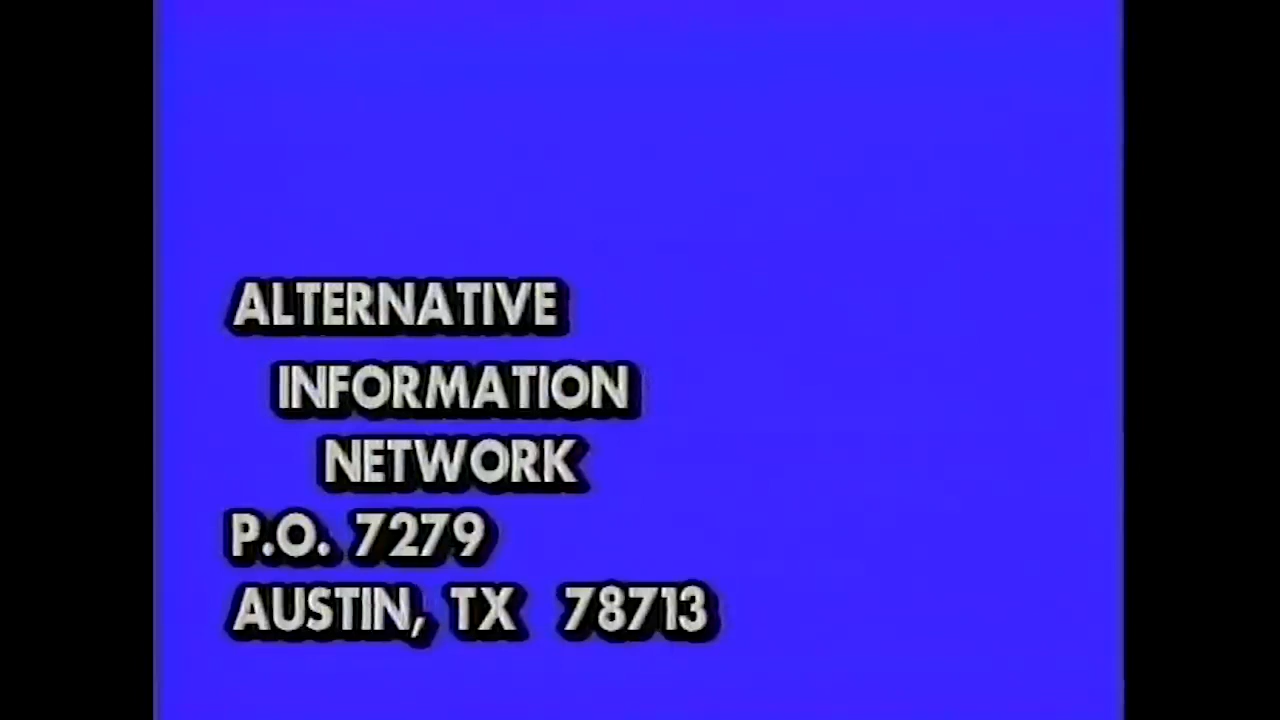 ALTERNATIVE
INFORMATION
NETWORK
P.O. 7279
AUSTIN, TX 78713